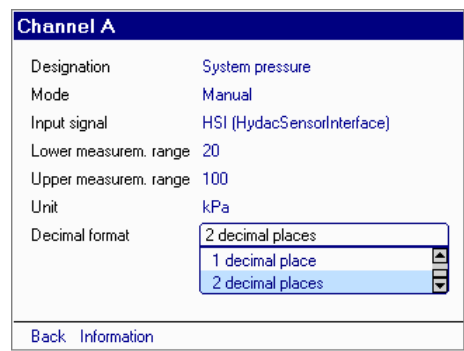 Channel A
Designation System pressure
Mode Manual
Input signal HSI (HydacSensorInterface)
Lower measurem. range 20
Upper measurem. range 100
Unit kPa
Decimal format 2 decimal places
1 decimal place
2 decimal places
Back Information